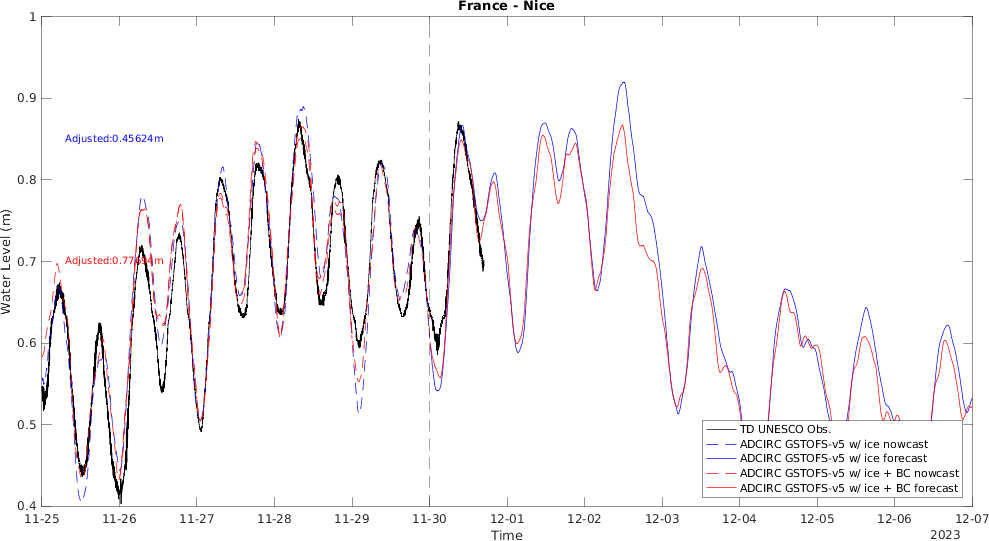 France - Nice
Water Level (m)
1
0.9
0.8
0.7
0.6
0.5
0.4
Adjusted:0.45624m
TD UNESCO Obs.
ADCIRC GSTOFS-v5 w/ ice nowcast
ADCIRC GSTOFS-v5 w/ ice forecast
ADCIRC GSTOFS-v5 w/ ice + BC nowcast
ADCIRC GSTOFS-v5 w/ ice + BC forecast
11-25 11-26 11-27 11-28 11-29 11-30 12-01 12-02 12-03 12-04 12-05 12-06 12-07
Time
2023